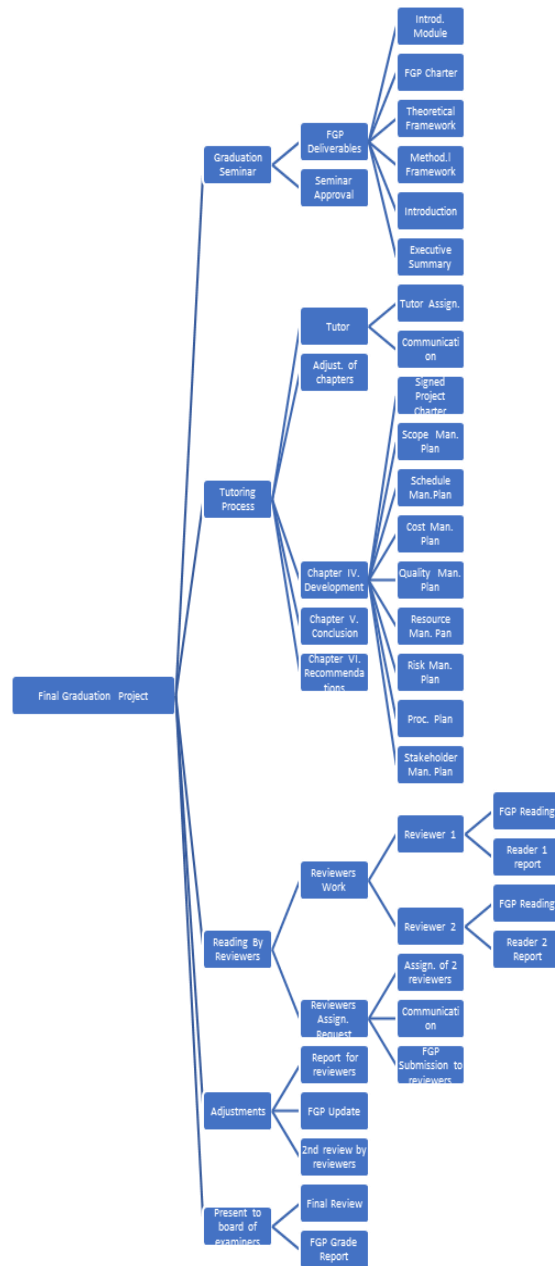 Introd.
Module
FGP Charter
Theoretical
Framework
FGP
Deliverables
Graduation
Seminar
Method.l
Framework
Seminar
Approval
Introduction
Executive
Summary
Tutor Assign.
Tutor
Communicati
on
Adjust. of
chapters
Signed
Project
Charter
Scope Man.
Plan
Schedule
Man.Plan
Tutoring
Process
Cost Man.
Plan
Chapter IV.
Development
Quality Man.
Plan
Chapter V.
Conclusion
Resource
Man. Pan
Chapter VI.
Recommenda
tions
Risk Man.
Plan
Final Graduation Project
Proc. Plan
Stakeholder
Man. Plan
FGP Reading
Reviewer 1
Reader 1
report
Reviewers
Work
FGP Reading
Reviewer 2
Reading By
Reviewers
Reader 2
Report
Assign. of 2
reviewers
Reviewers
Assign.
Request
Communicati
on
FGP
Submission to
reviewers
Report for
reviewers
Adjustments
FGP Update
2nd review by
reviewers
Final Review
Present to
board of
examiners
FGP Grade
Report